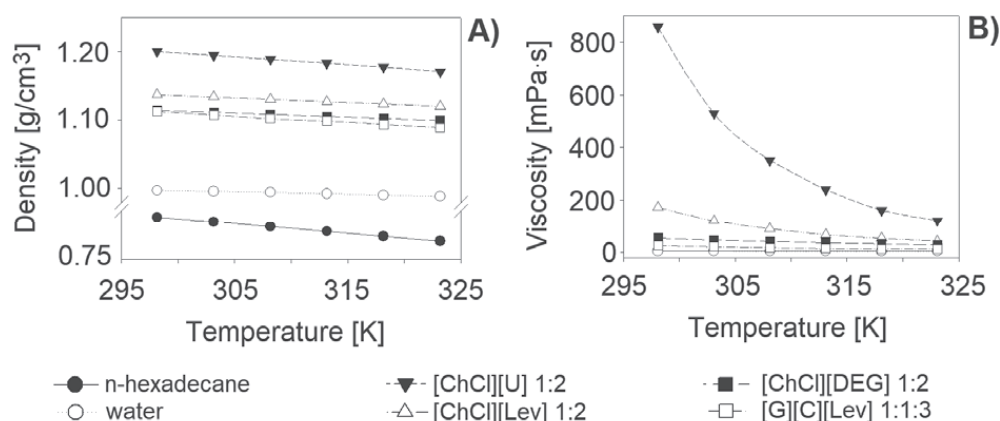 A)
Density [g/cm³]
1.20
1.10
1.00
0.75
295 305 315 325
Temperature [K]
B)
Viscosity [mPa·s]
800
600
400
200
0
295 305 315 325
Temperature [K]
n-hexadecane
water
[ChCl][U] 1:2
[ChCl][Lev] 1:2
[ChCl][DEG] 1:2
[G][C][Lev] 1:1:3